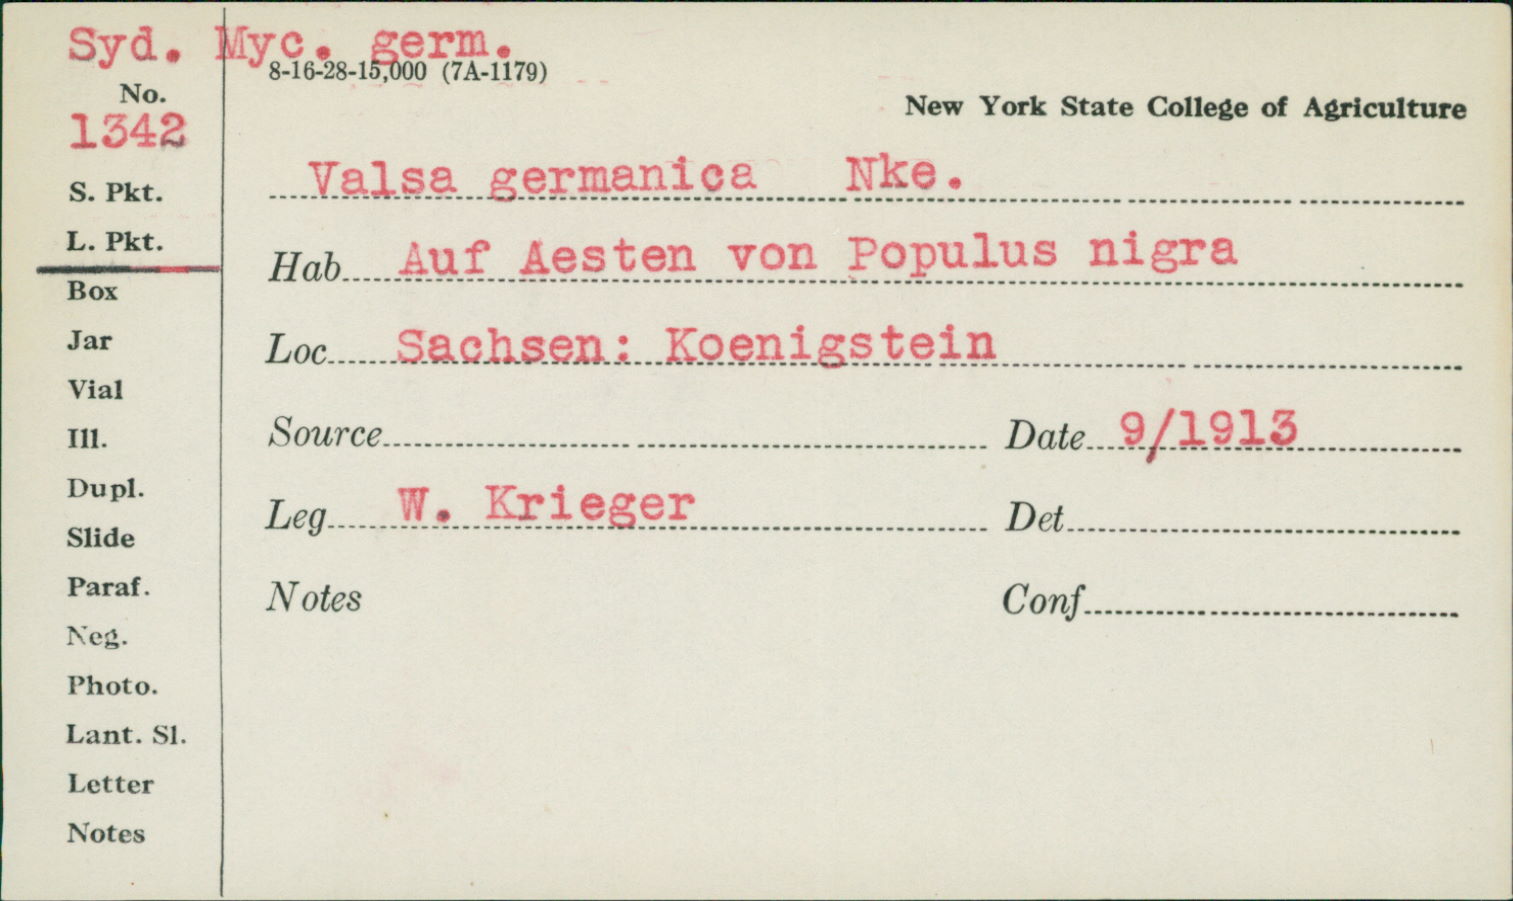 Syd. Myc. germ.
8-16-28-15,000 (7A-1179)
No.
1342
New York State College of Agriculture
Valsa germanica Nke.
S. Pkt.
L. Pkt.
Hab Auf Aesten von Populus nigra
Box
Jar
Loc Sachsen: Koenigstein
Vial
Ill.
Source Date 9/1913
Dupl.
Leg W. Krieger Det
Slide
Paraf.
Notes Conf
Neg.
Photo.
Lant. Sl.
Letter
Notes